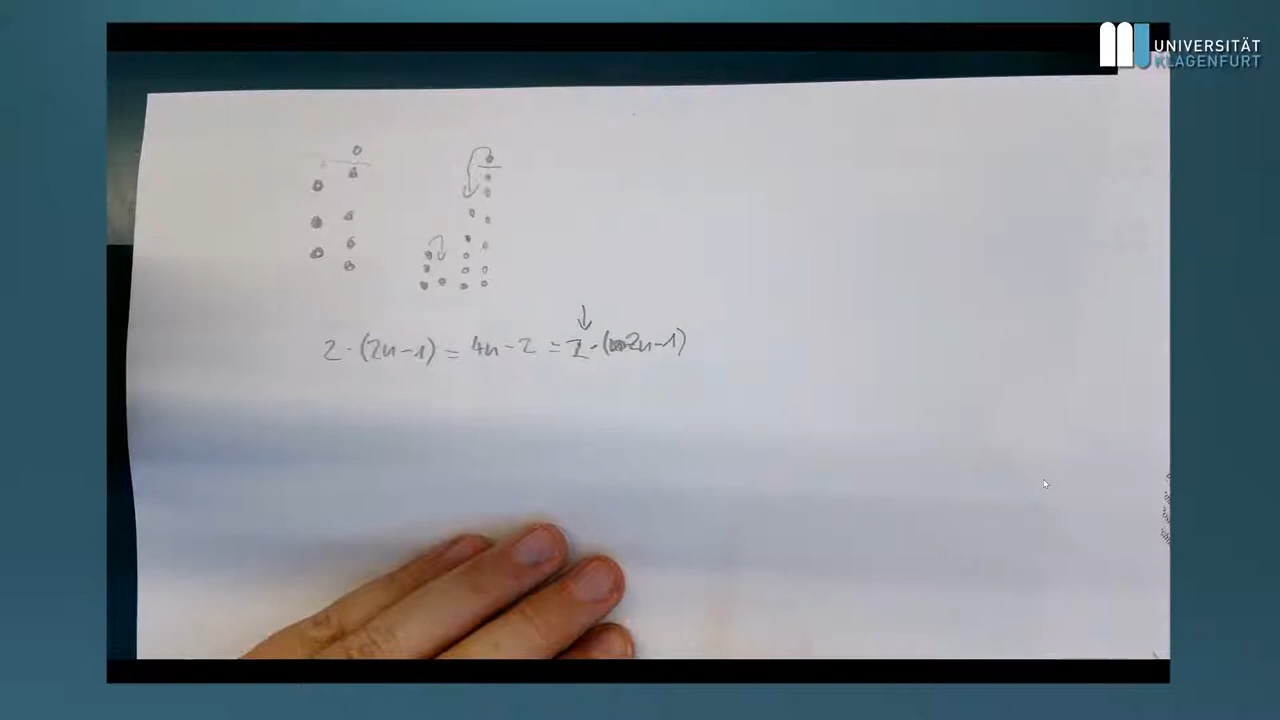 UNIVERSITÄT
KLAGENFURT
2·(2n-1) = 4n-2 = 2·(2n-1)